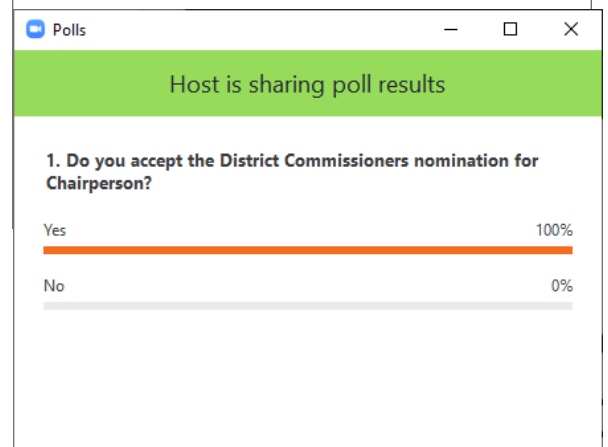 Polls
Host is sharing poll results
1. Do you accept the District Commissioners nomination for
Chairperson?
Yes 100%
No 0%